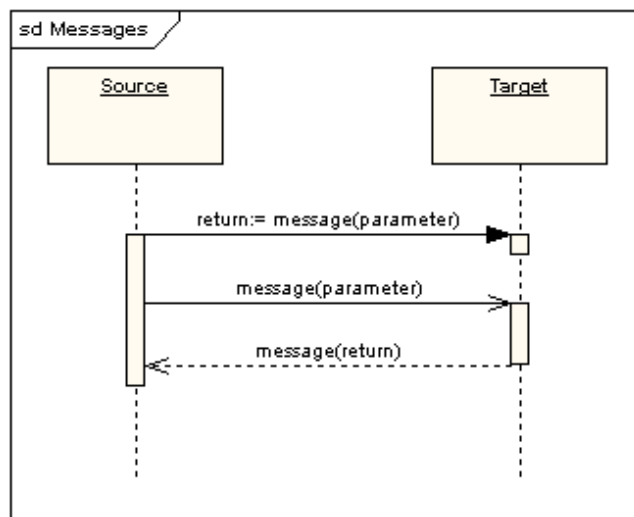 sd Messages
Source
Target
return:= message(parameter)
message(parameter)
message(return)